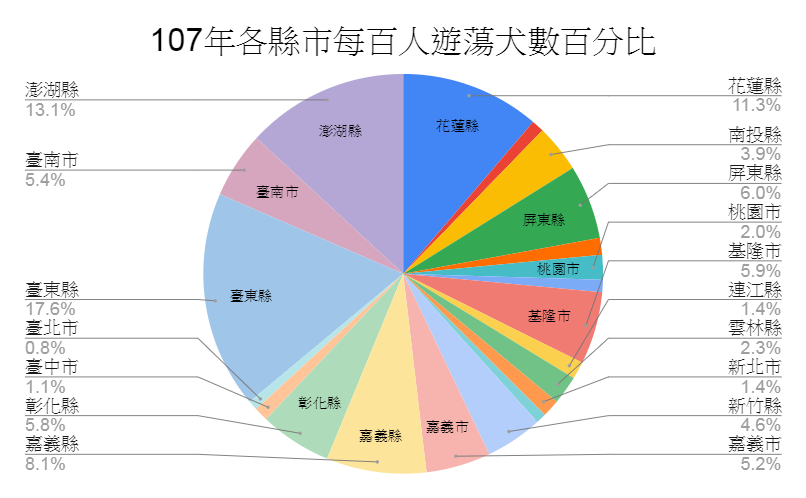 107年各縣市每百人遊蕩犬數百分比
澎湖縣
13.1%
臺南市
5.4%
臺東縣
17.6%
臺北市
0.8%
臺中市
1.1%
彰化縣
5.8%
嘉義縣
8.1%
花蓮縣
11.3%
南投縣
3.9%
屏東縣
6.0%
桃園市
2.0%
基隆市
5.9%
連江縣
1.4%
雲林縣
2.3%
新北市
1.4%
新竹縣
4.6%
嘉義市
5.2%
澎湖縣
花蓮縣
臺南市
屏東縣
桃園市
臺東縣
基隆市
彰化縣
嘉義市
嘉義縣